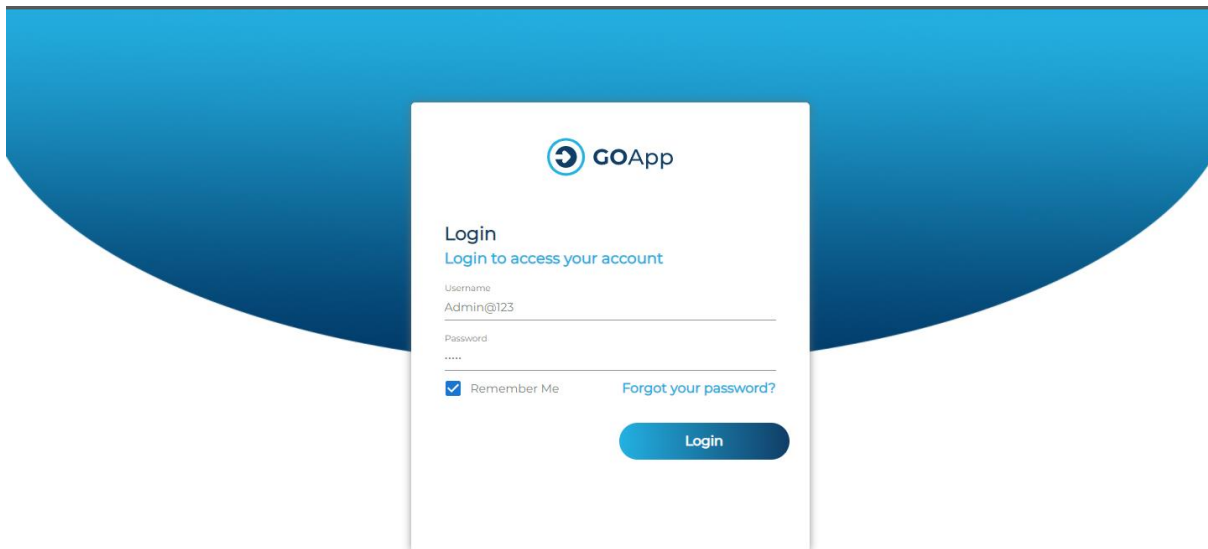 GOApp
Login
Login to access your account
Username
Admin@123
Password
.....
Remember Me Forgot your password?
Login